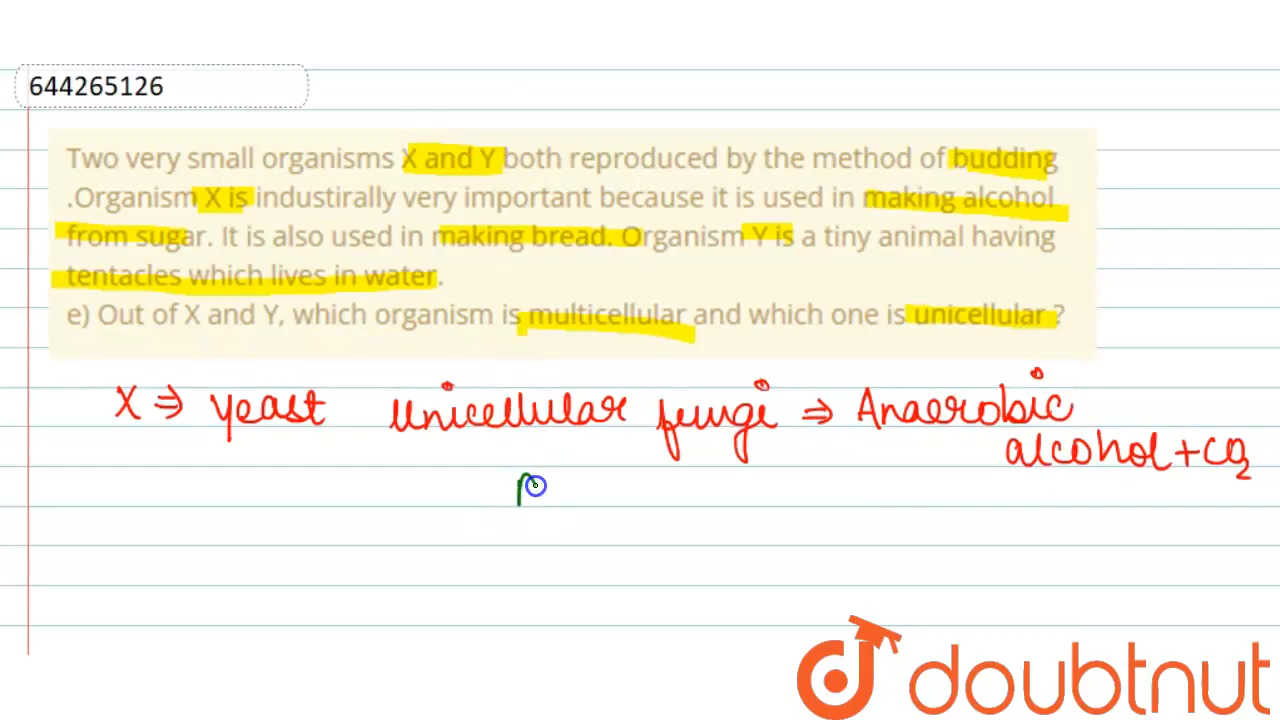 644265126
Two very small organisms X and Y both reproduced by the method of budding
.Organism X is industirally very important because it is used in making alcohol
from sugar. It is also used in making bread. Organism Y is a tiny animal having
tentacles which lives in water.
e) Out of X and Y, which organism is multicellular and which one is unicellular ?
X ⇒ yeast unicellular fungi ⇒ Anaerobic
alcohol + CO2
doubtnut